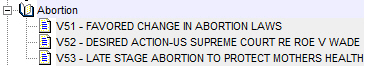 Abortion
V51 - FAVORED CHANGE IN ABORTION LAWS
V52 - DESIRED ACTION-US SUPREME COURT RE ROE V WADE
V53 - LATE STAGE ABORTION TO PROTECT MOTHERS HEALTH